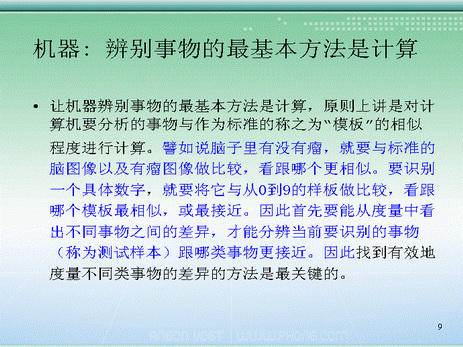 机器：辨别事物的最基本方法是计算
• 让机器辨别事物的最基本方法是计算，原则上讲是对计
算机要分析的事物与作为标准的称之为“模板”的相似
程度进行计算。譬如说脑子里有没有瘤，就要与标准的
脑图像以及有瘤图像做比较，看跟哪个更相似。要识别
一个具体数字，就要将它与从0到9的样板做比较，看跟
哪个模板最相似，或最接近。因此首先要能从度量中看
出不同事物之间的差异，才能分辨当前要识别的事物
（称为测试样本）跟哪类事物更接近。因此找到有效地
度量不同类事物的差异的方法是最关键的。
9